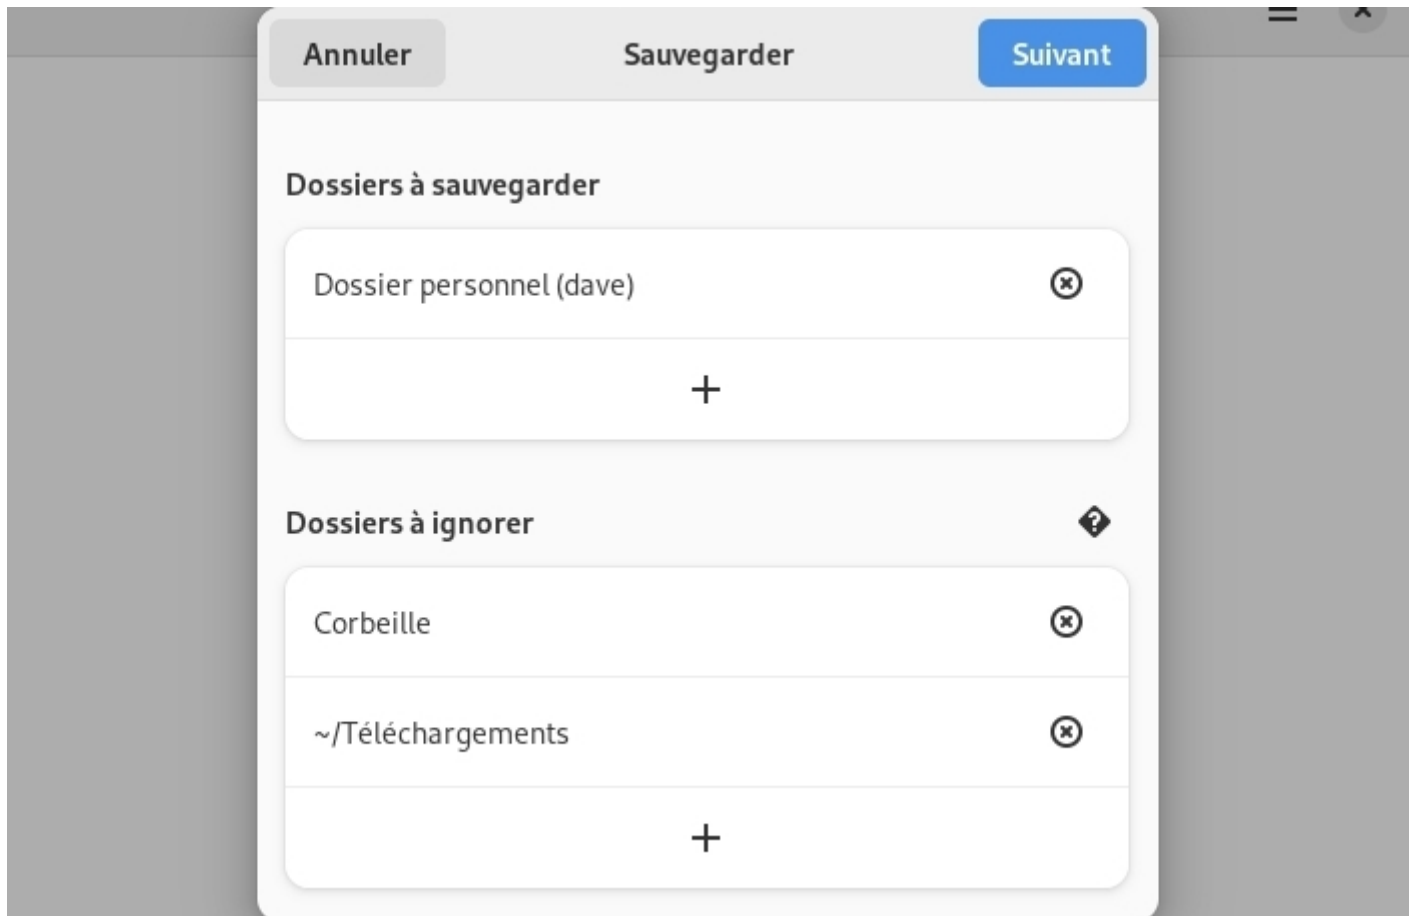 Annuler
Sauvegarder
Suivant
Dossiers à sauvegarder
Dossier personnel (dave)
Dossiers à ignorer
Corbeille
~/Téléchargements